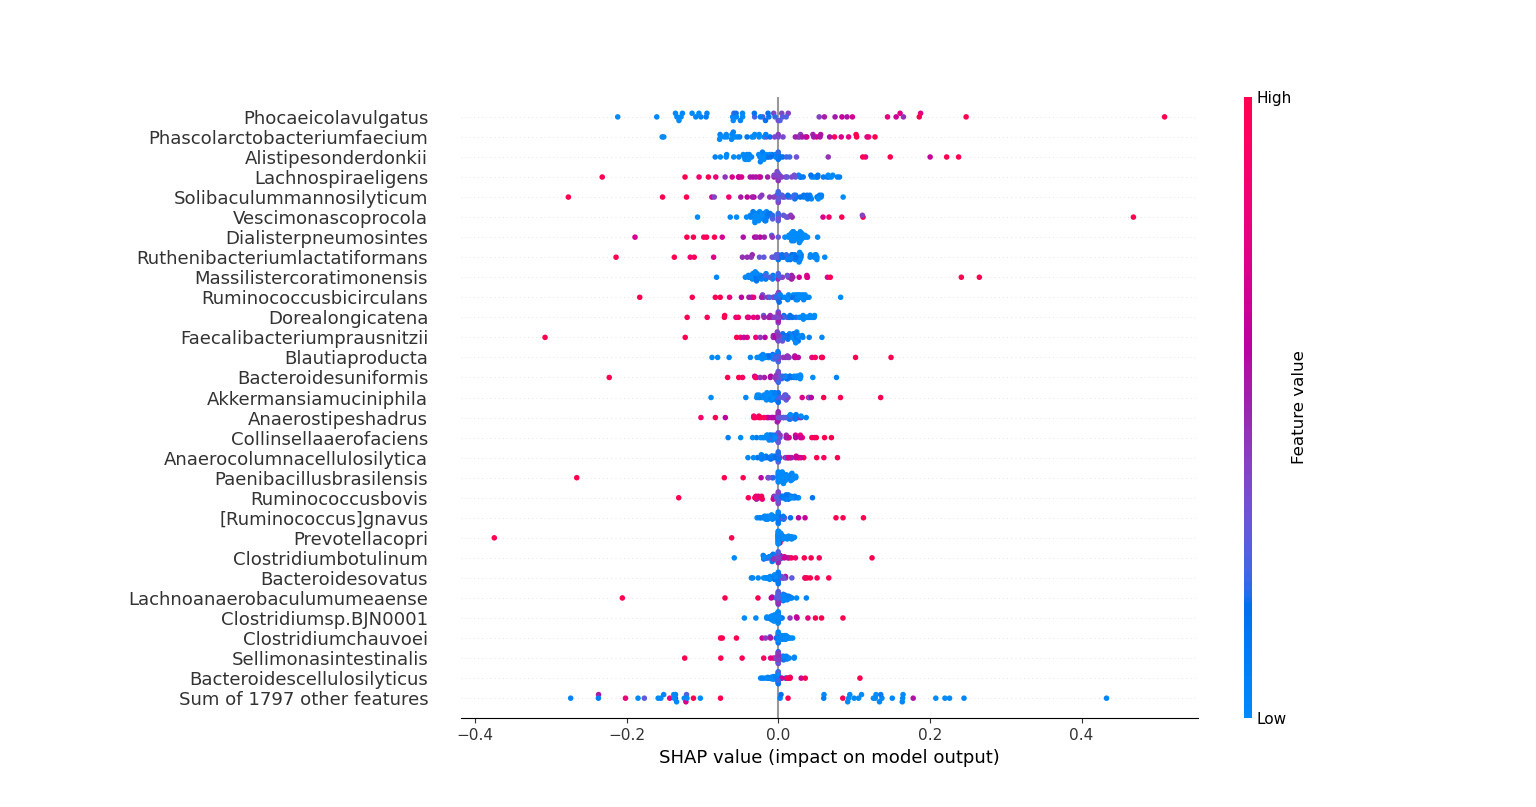 High
Phocaeicolavulgatus
Phascolarctobacteriumfaecium
Alistipesonderdonkii
Lachnospiraeligens
Solibaculummannosilyticum
Vescimonascoprocola
Dialisterpneumosintes
Ruthenibacteriumlactatiformans
Massilistercoratimonensis
Ruminococcusbicirculans
Dorealongicatena
Faecalibacteriumprausnitzii
Blautiaproducta
Bacteroidesuniformis
Akkermansiamuciniphila
Anaerostipeshadrus
Collinsellaaerofaciens
Anaerocolumnacellulosilytica
Paenibacillusbrasilensis
Ruminococcusbovis
[Ruminococcus]gnavus
Prevotellacopri
Clostridiumbotulinum
Bacteroidesovatus
Lachnoanaerobaculumumeaense
Clostridiumsp.BJN0001
Clostridiumchauvoei
Sellimonasintestinalis
Bacteroidescellulosilyticus
Sum of 1797 other features
Feature value
Low
−0.4 −0.2 0.0 0.2 0.4
SHAP value (impact on model output)